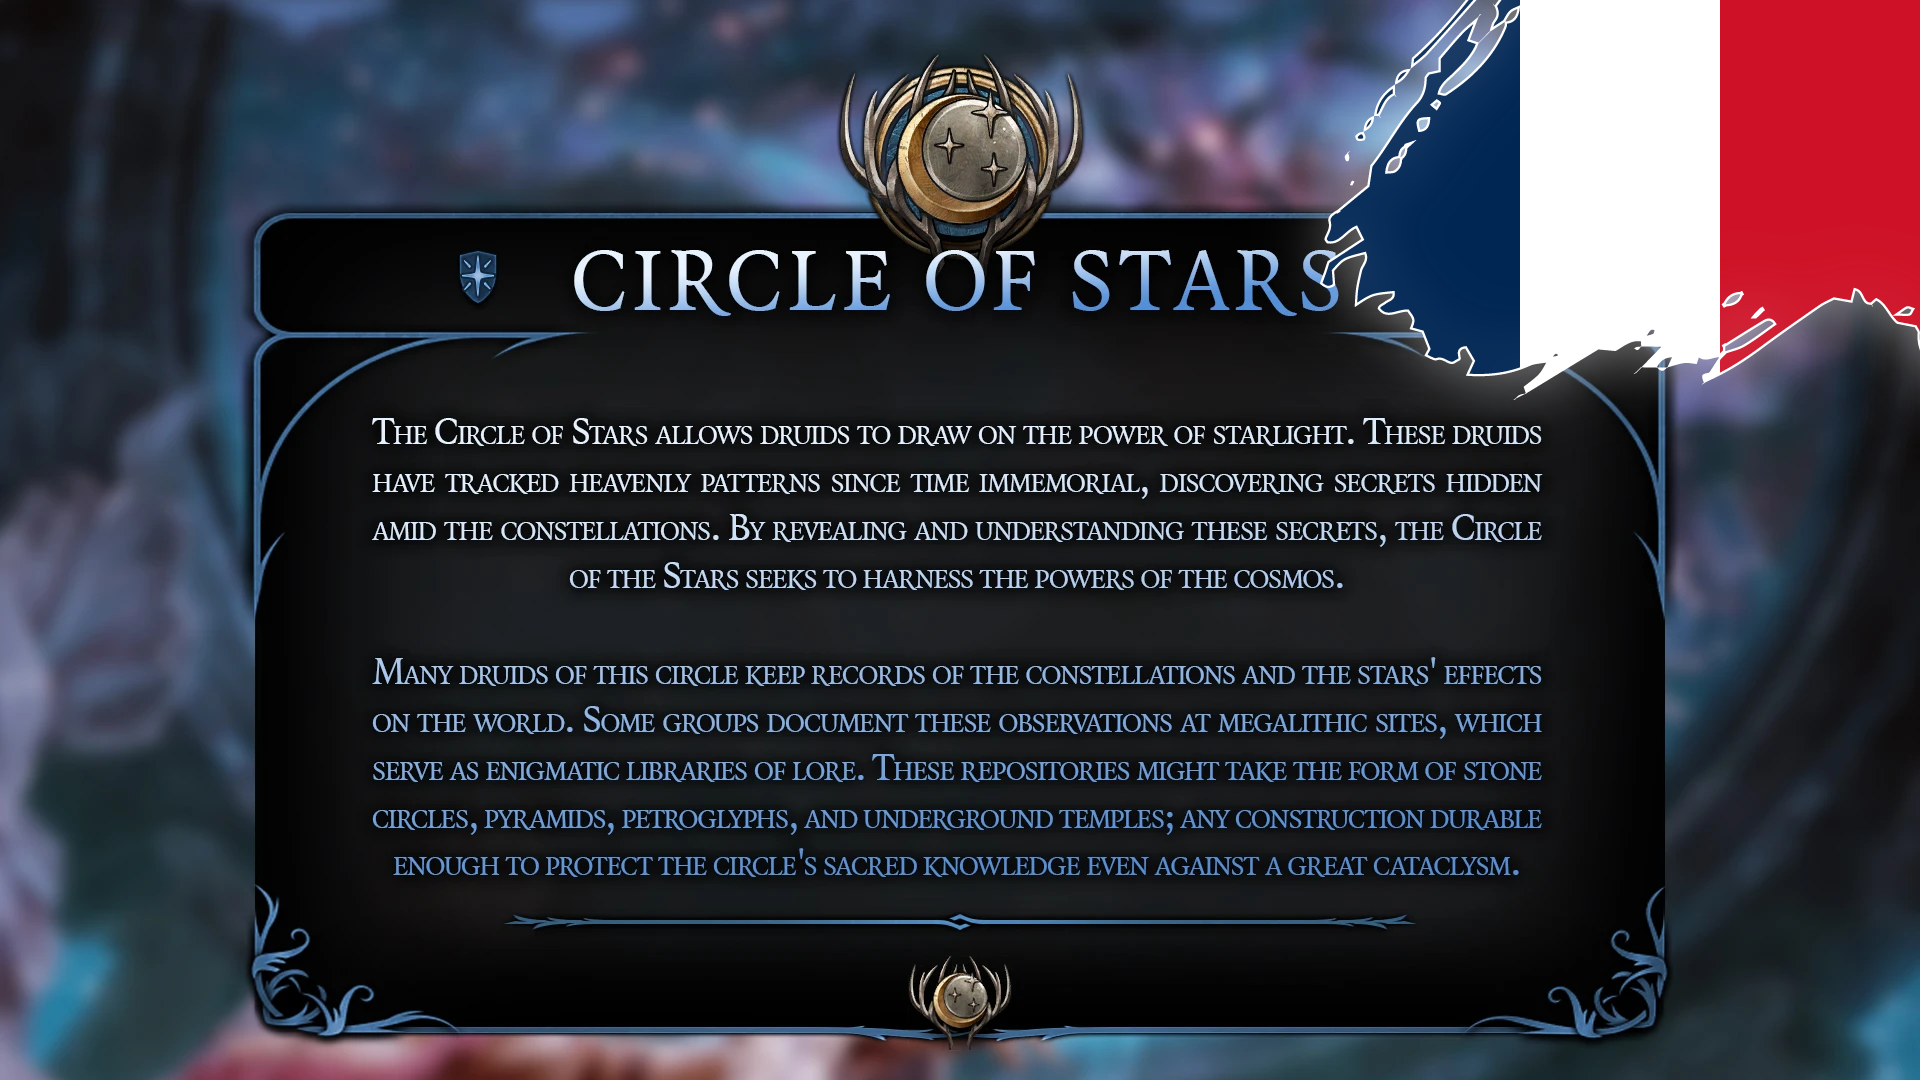 CIRCLE OF STARS
The Circle of Stars allows druids to draw on the power of starlight. These druids
have tracked heavenly patterns since time immemorial, discovering secrets hidden
amid the constellations. By revealing and understanding these secrets, the Circle
of the Stars seeks to harness the powers of the cosmos.
Many druids of this circle keep records of the constellations and the stars' effects
on the world. Some groups document these observations at megalithic sites, which
serve as enigmatic libraries of lore. These repositories might take the form of stone
circles, pyramids, petroglyphs, and underground temples; any construction durable
enough to protect the circle's sacred knowledge even against a great cataclysm.